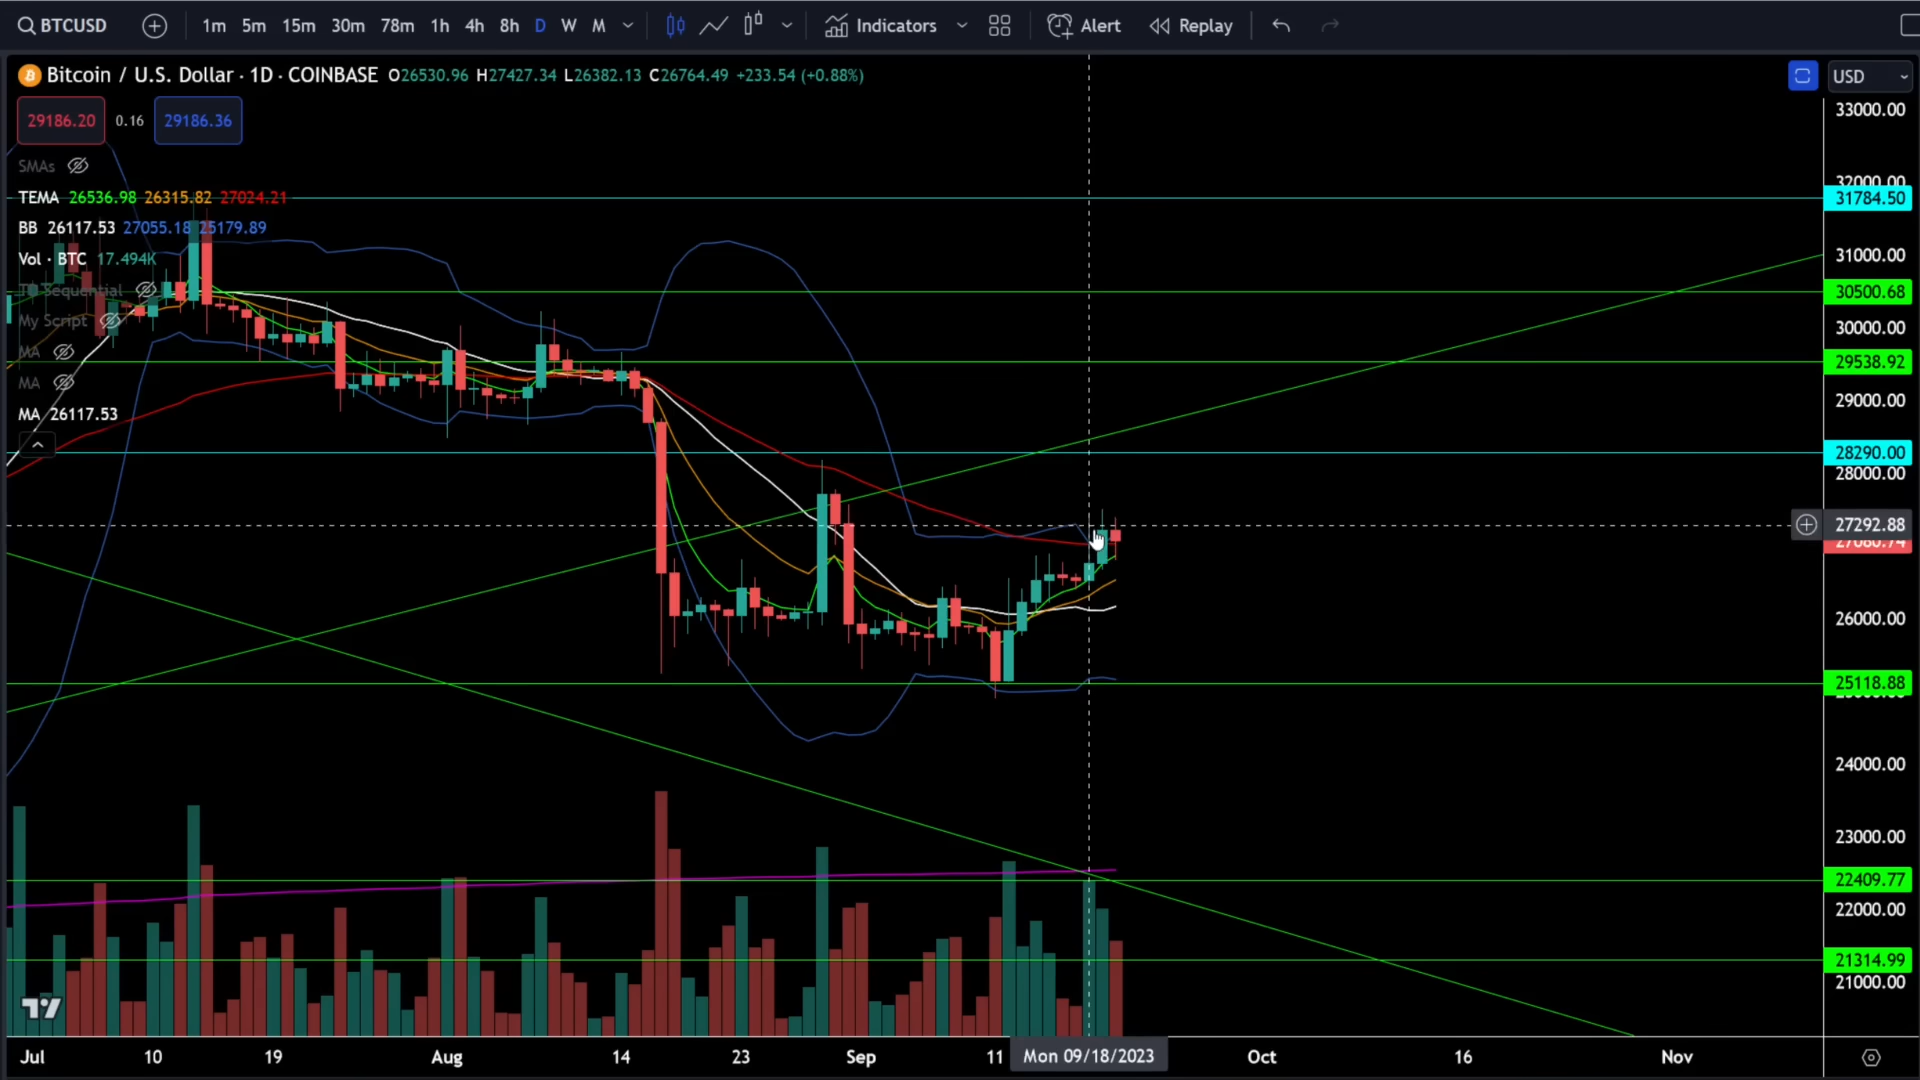 BTCUSD 1m 5m 15m 30m 78m 1h 4h 8h D W M Indicators Alert Replay
Bitcoin / U.S. Dollar · 1D · COINBASE O26530.96 H27427.34 L26382.13 C26764.49 +233.54 (+0.88%)
USD
33000.00
29186.20 0.16 29186.36
SMAs
32000.00
TEMA 26536.98 26315.82 27024.21
31784.50
BB 26117.53 27055.18 25179.89
31000.00
Vol · BTC 17.494K
TD Sequential
30500.68
My Script
30000.00
MA
29538.92
MA
29000.00
MA 26117.53
28290.00
28000.00
27292.88
27080.74
26000.00
25118.88
24000.00
23000.00
22409.77
22000.00
21314.99
21000.00
Jul 10 19 Aug 14 23 Sep 11 Mon 09/18/2023 Oct 16 Nov